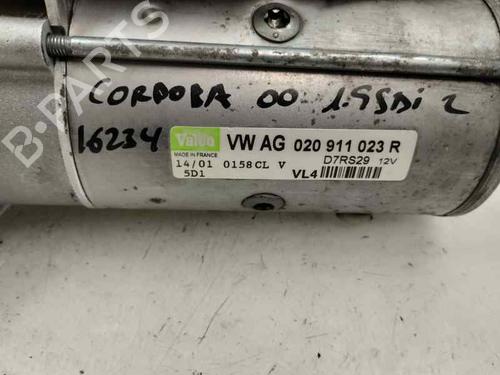 CORDOBA 00 1.9SDi 2
16234
Valeo VW AG 020 911 023 R
MADE IN FRANCE D7RS29 12V
14/01 0158CL V
5D1 VL4